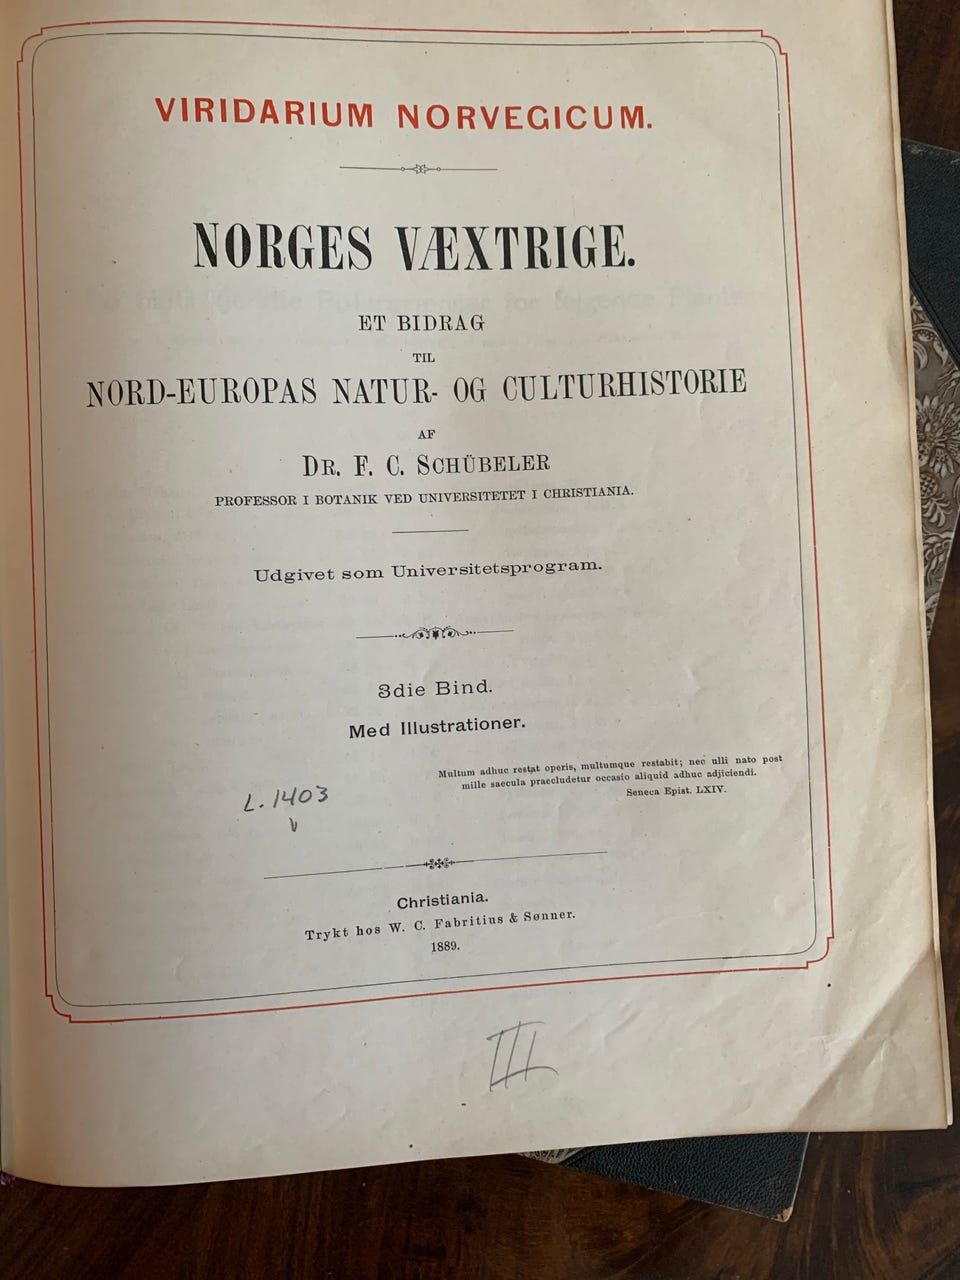 VIRIDARIUM NORVEGICUM.
NORGES VÆXTRIGE.
ET BIDRAG
TIL
NORD-EUROPAS NATUR- OG CULTURHISTORIE
AF
DR. F. C. SCHÜBELER
PROFESSOR I BOTANIK VED UNIVERSITETET I CHRISTIANIA.
Udgivet som Universitetsprogram.
3die Bind.
Med Illustrationer.
Multum adhuc restat operis, multumque restabit; nec ulli nato post
mille saecula praecludetur occasio aliquid adhuc adjiciendi.
Seneca Epist. LXIV.
L. 1403
Christiania.
Trykt hos W. C. Fabritius & Sønner.
1889.
III